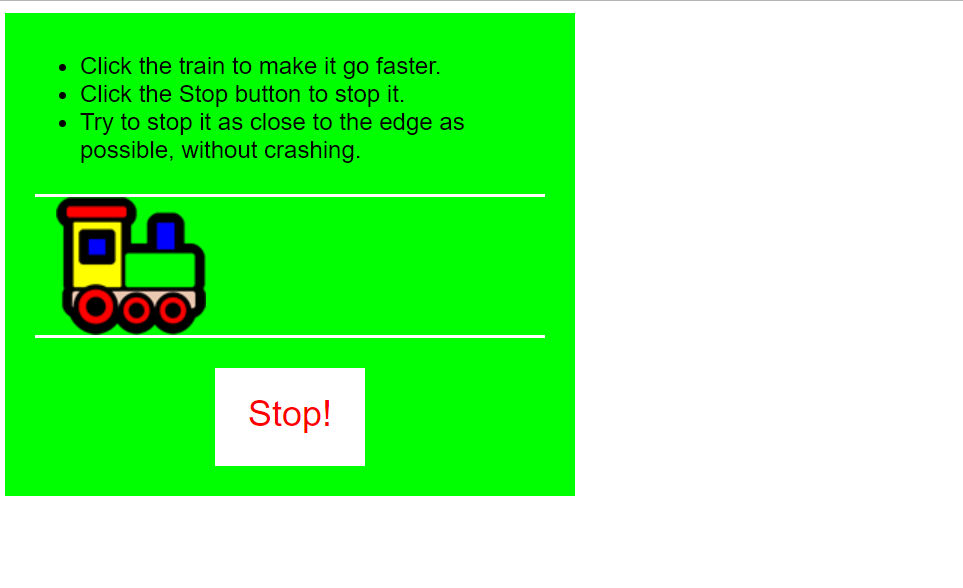 Click the train to make it go faster.
Click the Stop button to stop it.
Try to stop it as close to the edge as
possible, without crashing.
Stop!